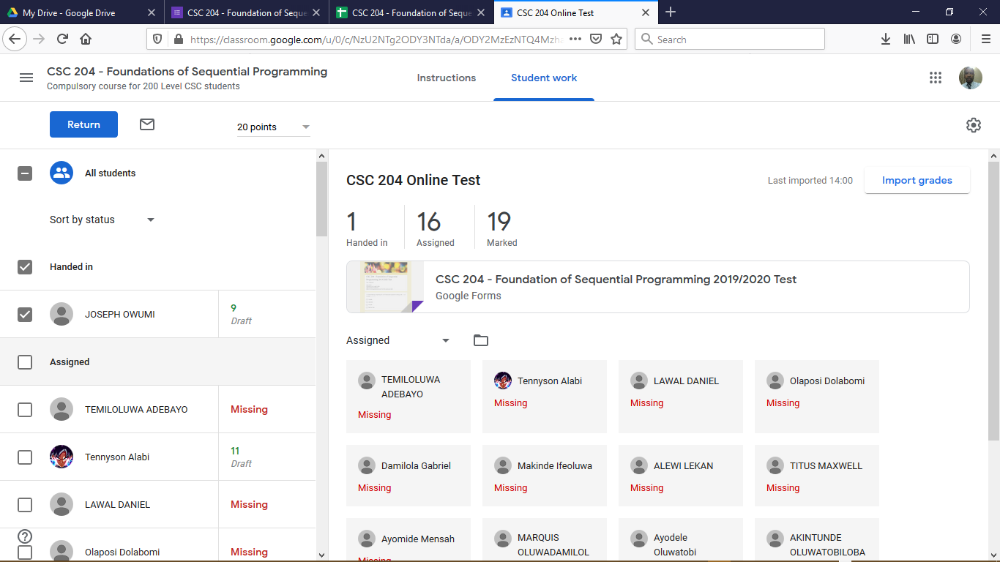 My Drive - Google Drive
CSC 204 - Foundation of Seque
CSC 204 - Foundation of Seque
CSC 204 Online Test
https://classroom.google.com/u/0/c/NzU2NTg2ODY3NTda/a/ODY2MzEzNTQ4Mzha
Search
CSC 204 - Foundations of Sequential Programming
Compulsory course for 200 Level CSC students
Instructions
Student work
Return
20 points
All students
Sort by status
Handed in
JOSEPH OWUMI
9
Draft
Assigned
TEMILOLUWA ADEBAYO
Missing
Tennyson Alabi
11
Draft
LAWAL DANIEL
Missing
Olaposi Dolabomi
Missing
CSC 204 Online Test
Last imported 14:00
Import grades
1
Handed in
16
Assigned
19
Marked
CSC 204 - Foundation of Sequential Programming 2019/2020 Test
Google Forms
Assigned
TEMILOLUWA
ADEBAYO
Missing
Tennyson Alabi
Missing
LAWAL DANIEL
Missing
Olaposi Dolabomi
Missing
Damilola Gabriel
Missing
Makinde Ifeoluwa
Missing
ALEWI LEKAN
Missing
TITUS MAXWELL
Missing
Ayomide Mensah
Missing
MARQUIS
OLUWADAMILOL
Ayodele
Oluwatobi
AKINTUNDE
OLUWATOBILOBA